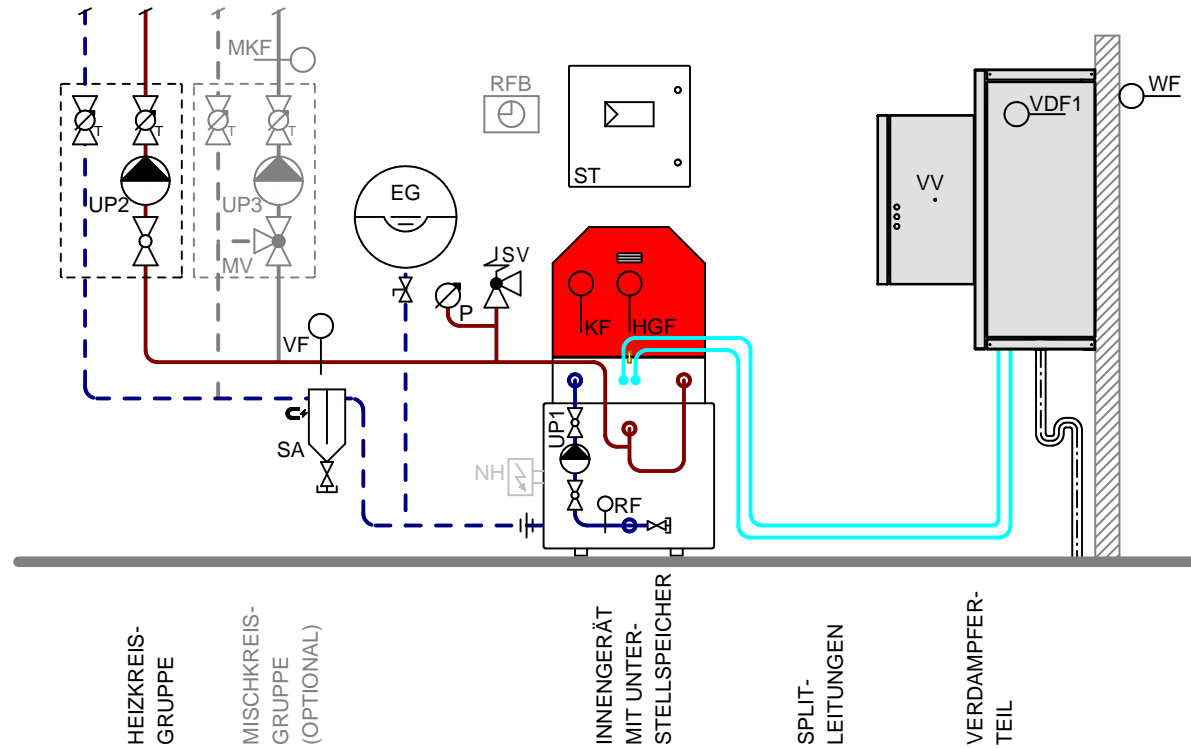 MKF
RFB
ST
VDF1
WF
VV
T
T
T
T
UP2
UP3
MV
EG
SV
P
KF
HGF
VF
SA
UP1
NH
RF
HEIZKREIS-
GRUPPE
MISCHKREIS-
GRUPPE
(OPTIONAL)
INNENGERÄT
MIT UNTER-
STELLSPEICHER
SPLIT-
LEITUNGEN
VERDAMPFER-
TEIL